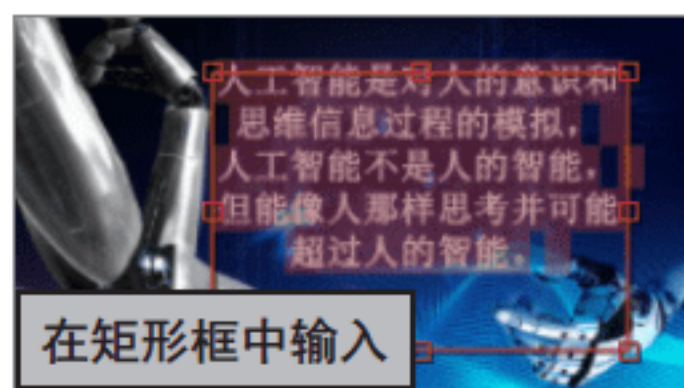 人工智能是对人的意识和
思维信息过程的模拟，
人工智能不是人的智能，
但能像人那样思考并可能
超过人的智能。
在矩形框中输入